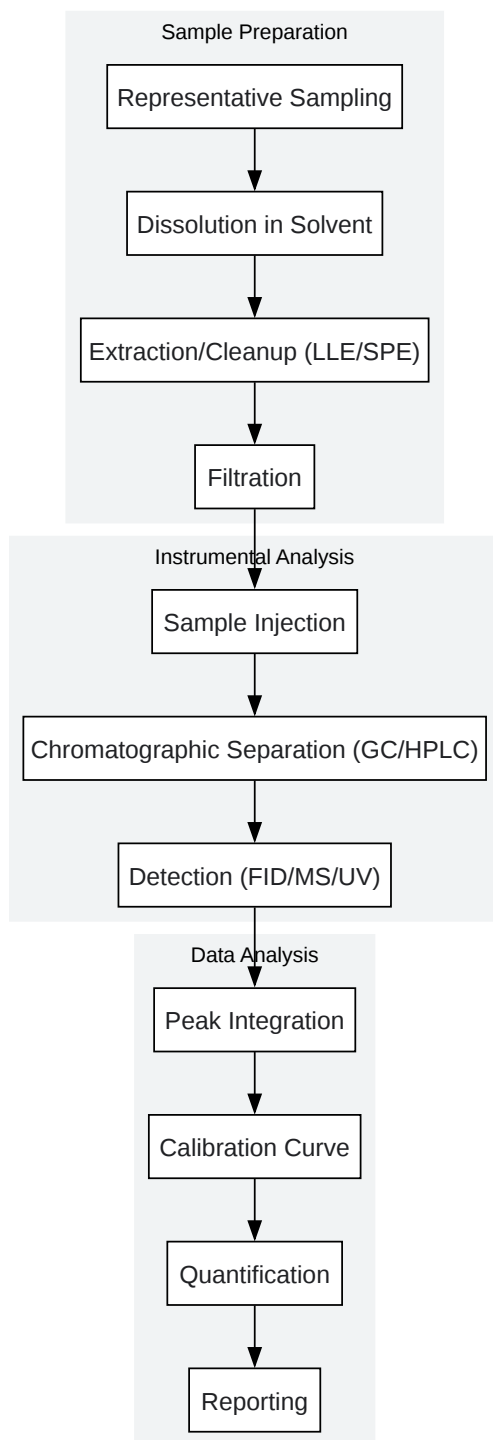 Sample Preparation
Representative Sampling
Dissolution in Solvent
Extraction/Cleanup (LLE/SPE)
Filtration
Instrumental Analysis
Sample Injection
Chromatographic Separation (GC/HPLC)
Detection (FID/MS/UV)
Data Analysis
Peak Integration
Calibration Curve
Quantification
Reporting